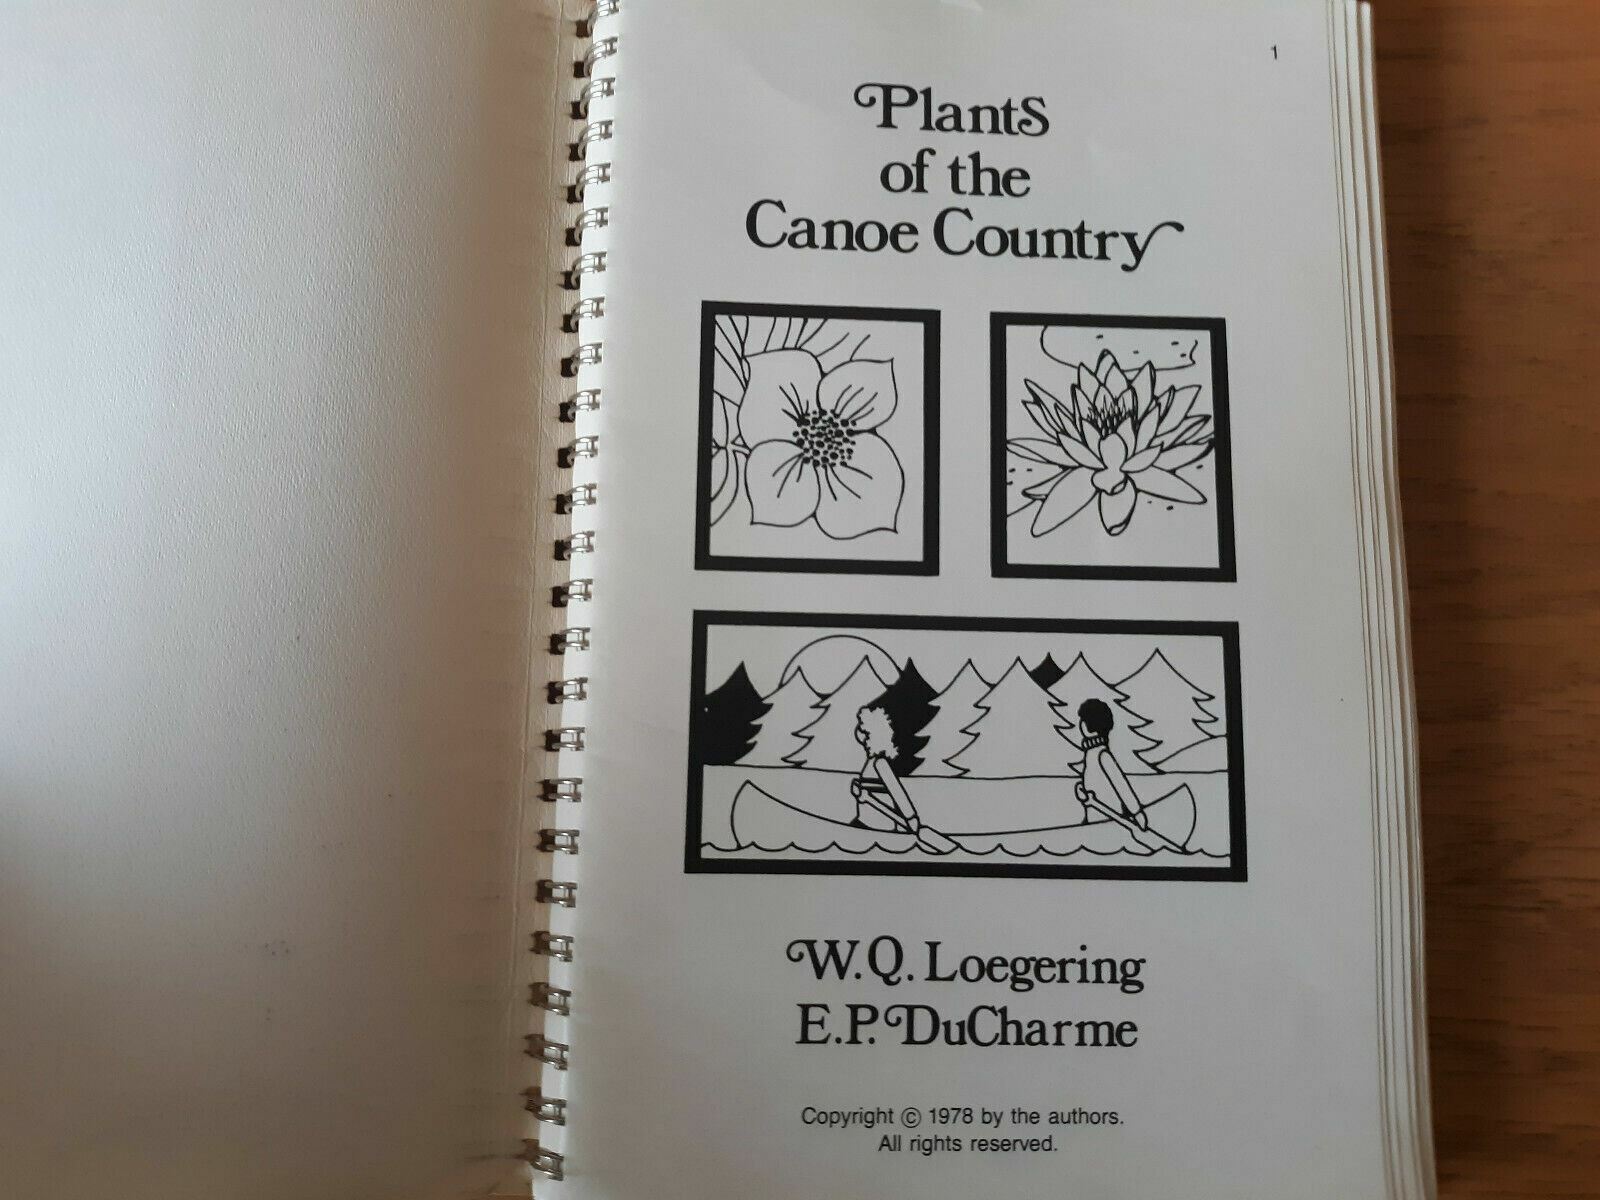 1
Plants
of the
Canoe Country
W.Q. Loegering
E.P. DuCharme
Copyright © 1978 by the authors.
All rights reserved.